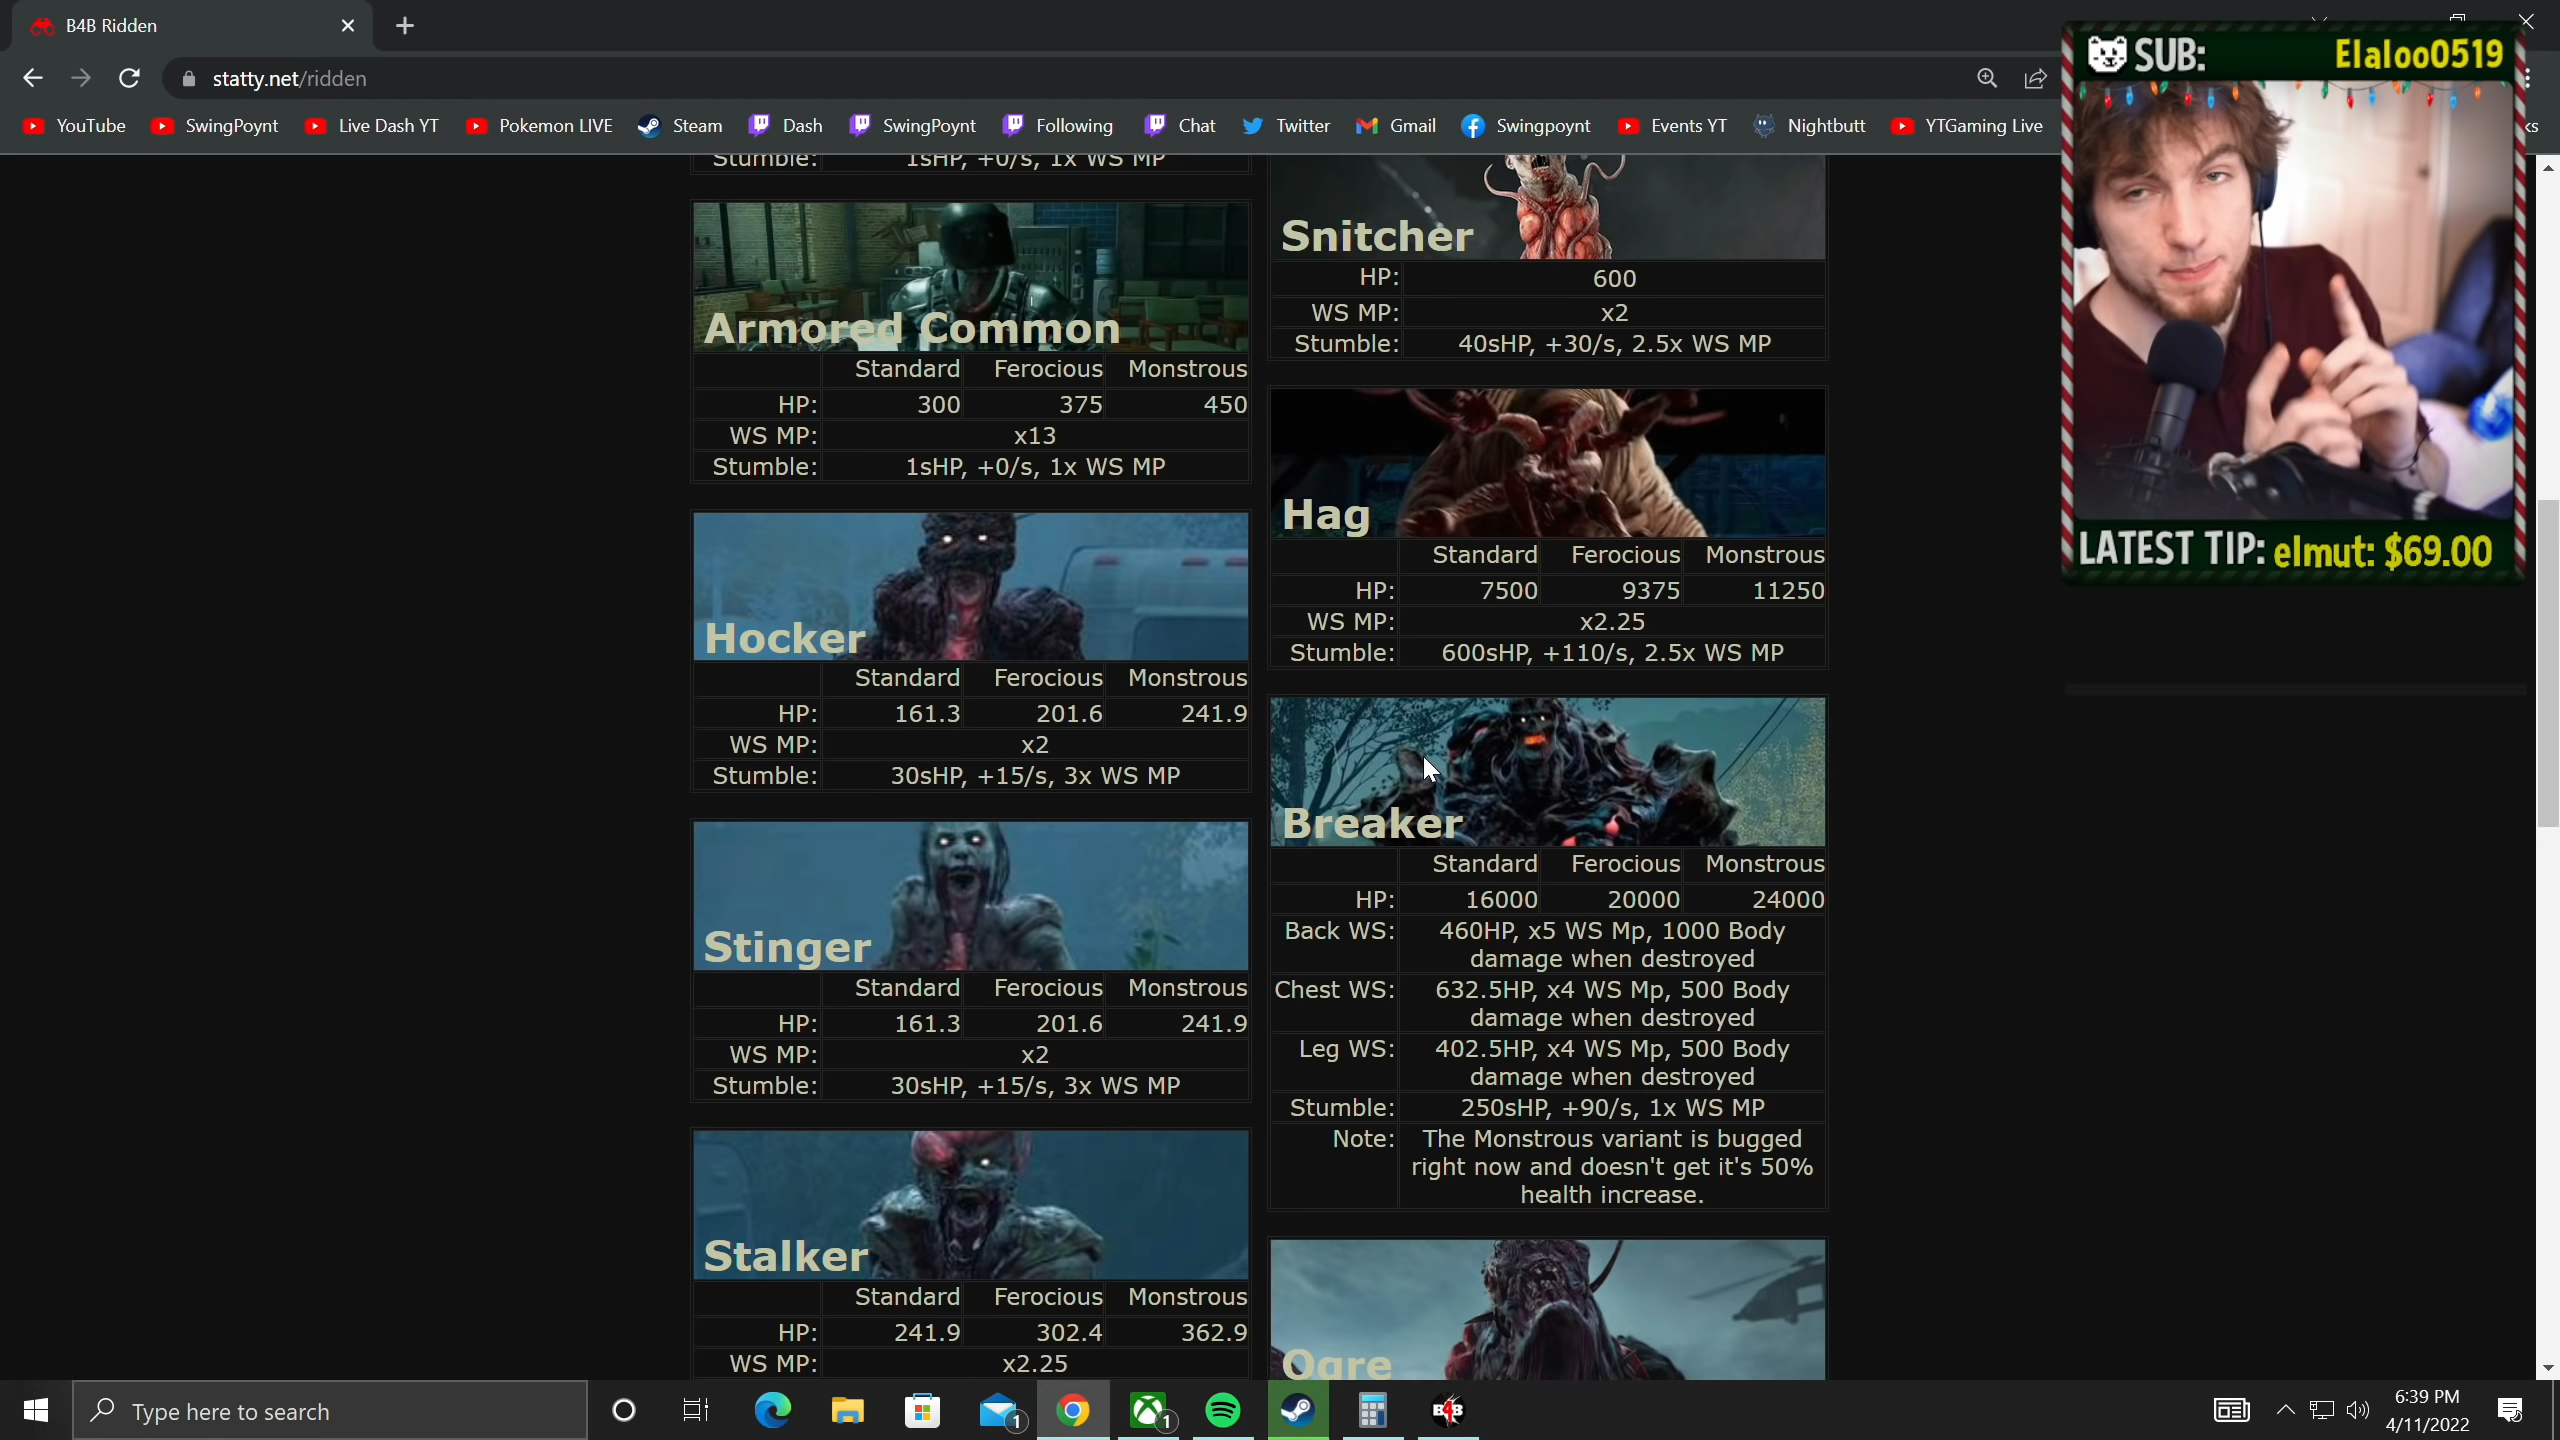 B4B Ridden
statty.net/ridden
YouTube SwingPoynt Live Dash YT Pokemon LIVE Steam Dash SwingPoynt Following Chat Twitter Gmail Swingpoynt Events YT Nightbutt YTGaming Live
SUB: Elaloo0519
LATEST TIP: elmut: $69.00
Stumble: 1sHP, +0/s, 1x WS MP
Armored Common
Standard Ferocious Monstrous
HP: 300 375 450
WS MP: x13
Stumble: 1sHP, +0/s, 1x WS MP
Hocker
Standard Ferocious Monstrous
HP: 161.3 201.6 241.9
WS MP: x2
Stumble: 30sHP, +15/s, 3x WS MP
Stinger
Standard Ferocious Monstrous
HP: 161.3 201.6 241.9
WS MP: x2
Stumble: 30sHP, +15/s, 3x WS MP
Stalker
Standard Ferocious Monstrous
HP: 241.9 302.4 362.9
WS MP: x2.25
Snitcher
HP: 600
WS MP: x2
Stumble: 40sHP, +30/s, 2.5x WS MP
Hag
Standard Ferocious Monstrous
HP: 7500 9375 11250
WS MP: x2.25
Stumble: 600sHP, +110/s, 2.5x WS MP
Breaker
Standard Ferocious Monstrous
HP: 16000 20000 24000
Back WS: 460HP, x5 WS Mp, 1000 Body
damage when destroyed
Chest WS: 632.5HP, x4 WS Mp, 500 Body
damage when destroyed
Leg WS: 402.5HP, x4 WS Mp, 500 Body
damage when destroyed
Stumble: 250sHP, +90/s, 1x WS MP
Note: The Monstrous variant is bugged
right now and doesn't get it's 50%
health increase.
Ogre
Type here to search
1
1
B4B
6:39 PM
4/11/2022